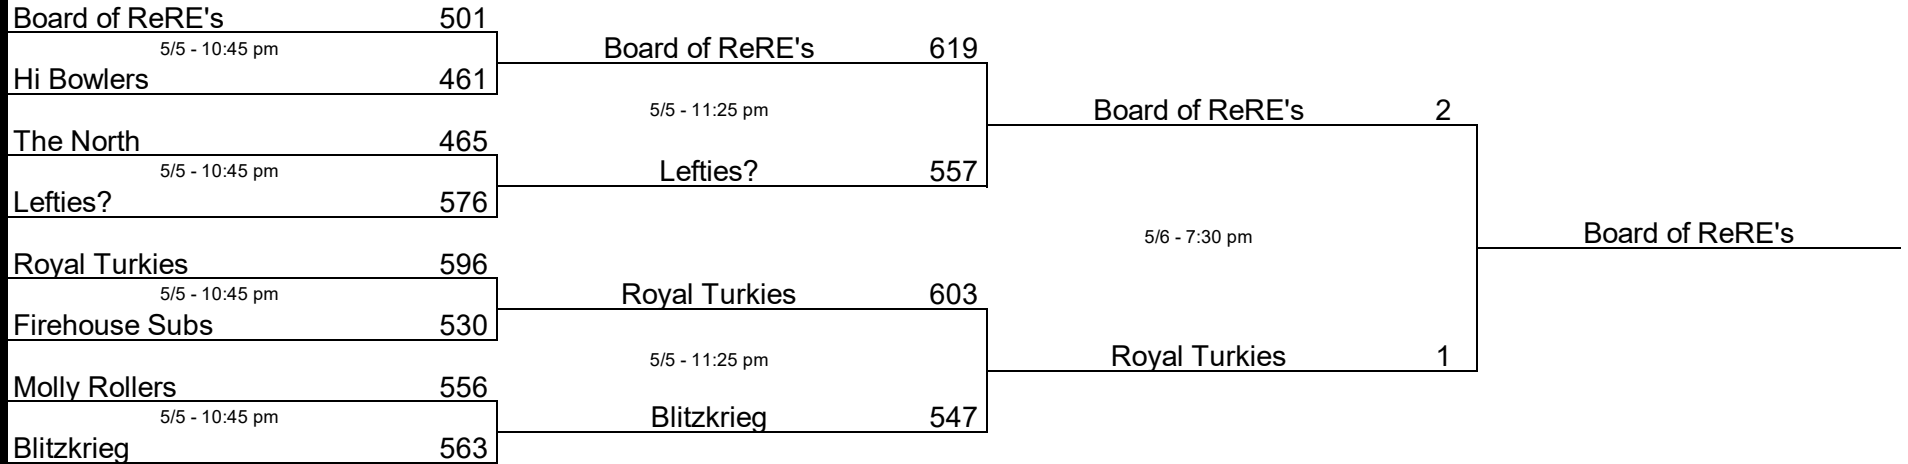 Board of ReRE's 501
5/5 - 10:45 pm
Hi Bowlers 461
The North 465
5/5 - 10:45 pm
Lefties? 576
Royal Turkies 596
5/5 - 10:45 pm
Firehouse Subs 530
Molly Rollers 556
5/5 - 10:45 pm
Blitzkrieg 563
Board of ReRE's 619
5/5 - 11:25 pm
Lefties? 557
Royal Turkies 603
5/5 - 11:25 pm
Blitzkrieg 547
Board of ReRE's 2
5/6 - 7:30 pm
Royal Turkies 1
Board of ReRE's